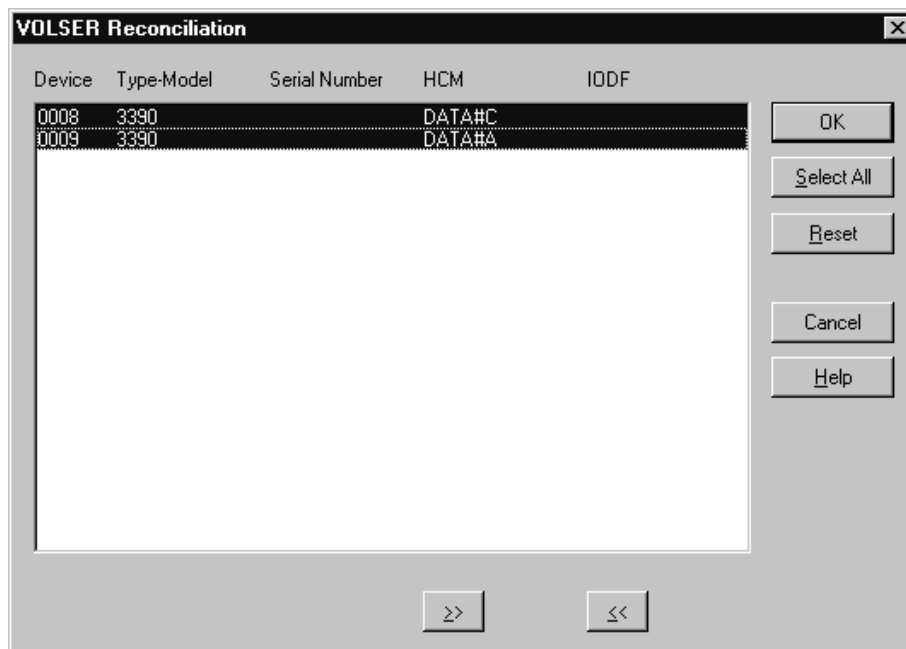 VOLSER Reconciliation
Device Type-Model Serial Number HCM IODF
0008 3390 DATA#C
0009 3390 DATA#A
OK
Select All
Reset
Cancel
Help
>> <<